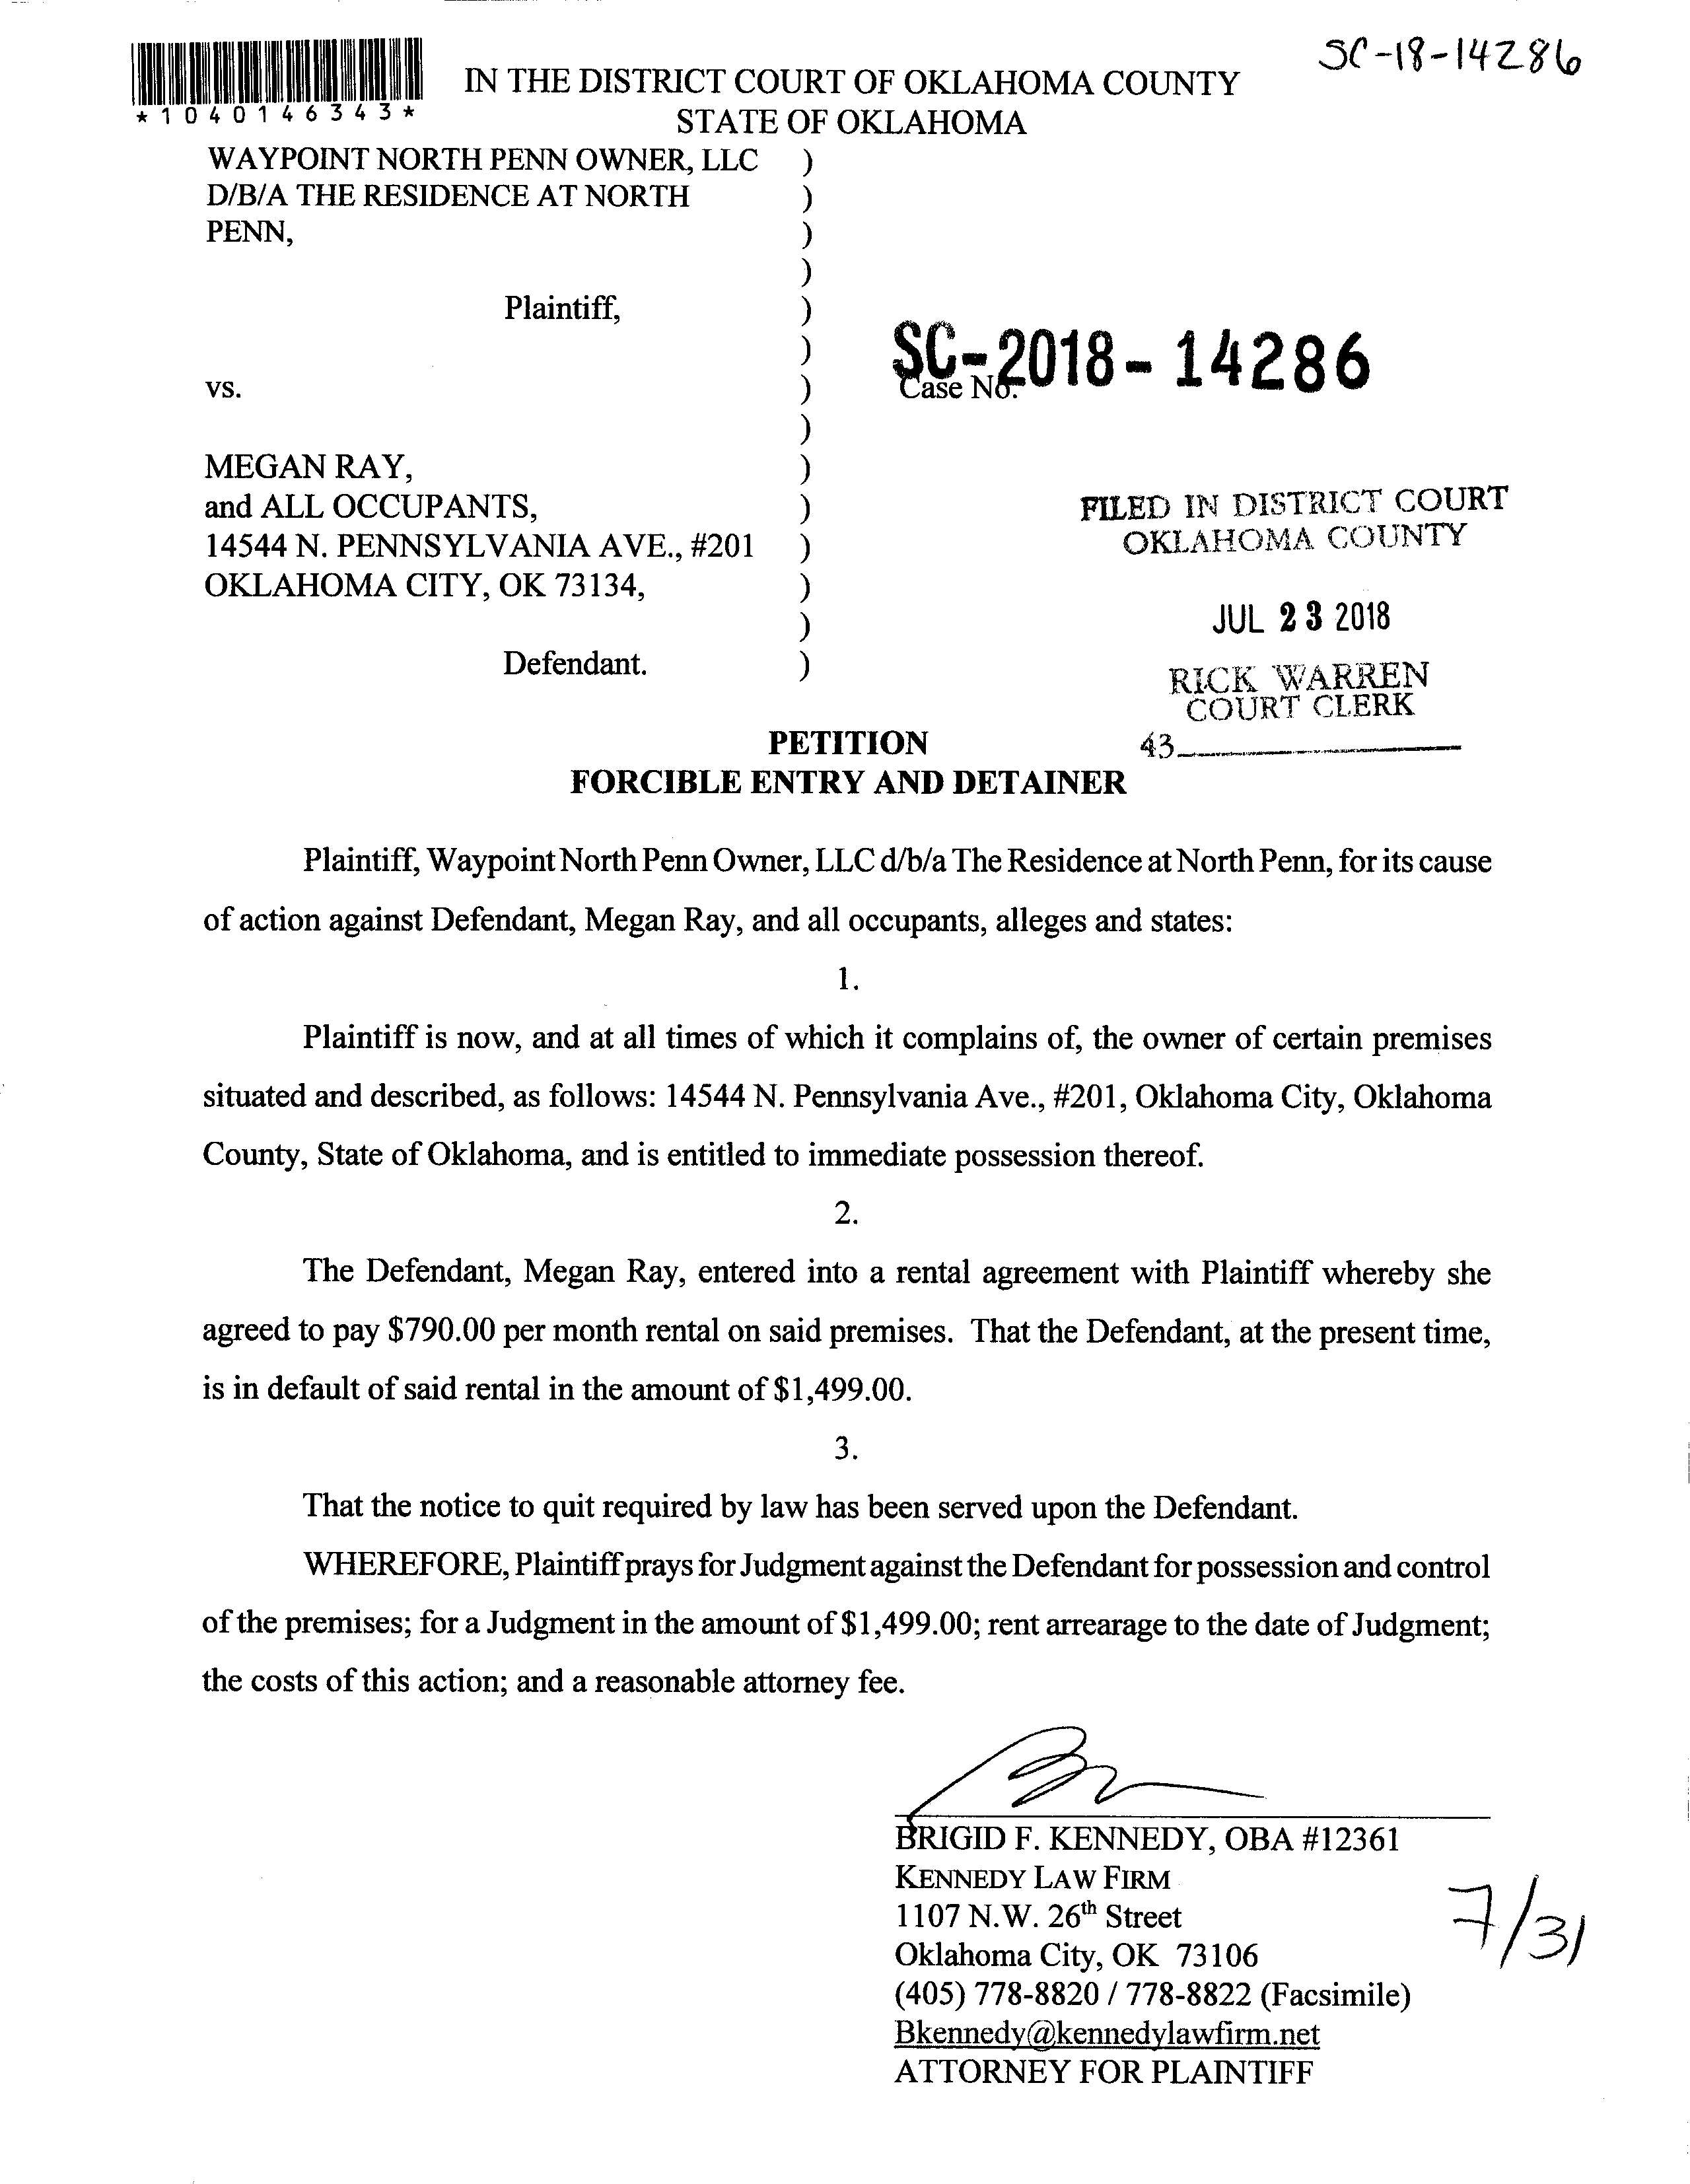 SC-18-14286
*1040146343*
IN THE DISTRICT COURT OF OKLAHOMA COUNTY
STATE OF OKLAHOMA
WAYPOINT NORTH PENN OWNER, LLC )
D/B/A THE RESIDENCE AT NORTH )
PENN, )
)
Plaintiff, )
)
vs. )
SC-2018-14286
Case No.
)
MEGAN RAY, )
and ALL OCCUPANTS, )
14544 N. PENNSYLVANIA AVE., #201 )
OKLAHOMA CITY, OK 73134, )
)
Defendant. )
FILED IN DISTRICT COURT
OKLAHOMA COUNTY
JUL 23 2018
RICK WARREN
COURT CLERK
43
PETITION
FORCIBLE ENTRY AND DETAINER
Plaintiff, Waypoint North Penn Owner, LLC d/b/a The Residence at North Penn, for its cause
of action against Defendant, Megan Ray, and all occupants, alleges and states:
1.
Plaintiff is now, and at all times of which it complains of, the owner of certain premises
situated and described, as follows: 14544 N. Pennsylvania Ave., #201, Oklahoma City, Oklahoma
County, State of Oklahoma, and is entitled to immediate possession thereof.
2.
The Defendant, Megan Ray, entered into a rental agreement with Plaintiff whereby she
agreed to pay $790.00 per month rental on said premises. That the Defendant, at the present time,
is in default of said rental in the amount of $1,499.00.
3.
That the notice to quit required by law has been served upon the Defendant.
WHEREFORE, Plaintiff prays for Judgment against the Defendant for possession and control
of the premises; for a Judgment in the amount of $1,499.00; rent arrearage to the date of Judgment;
the costs of this action; and a reasonable attorney fee.
BRIGID F. KENNEDY, OBA #12361
KENNEDY LAW FIRM
1107 N.W. 26th Street
Oklahoma City, OK 73106
(405) 778-8820 / 778-8822 (Facsimile)
Bkennedy@kennedylawfirm.net
ATTORNEY FOR PLAINTIFF
7/31